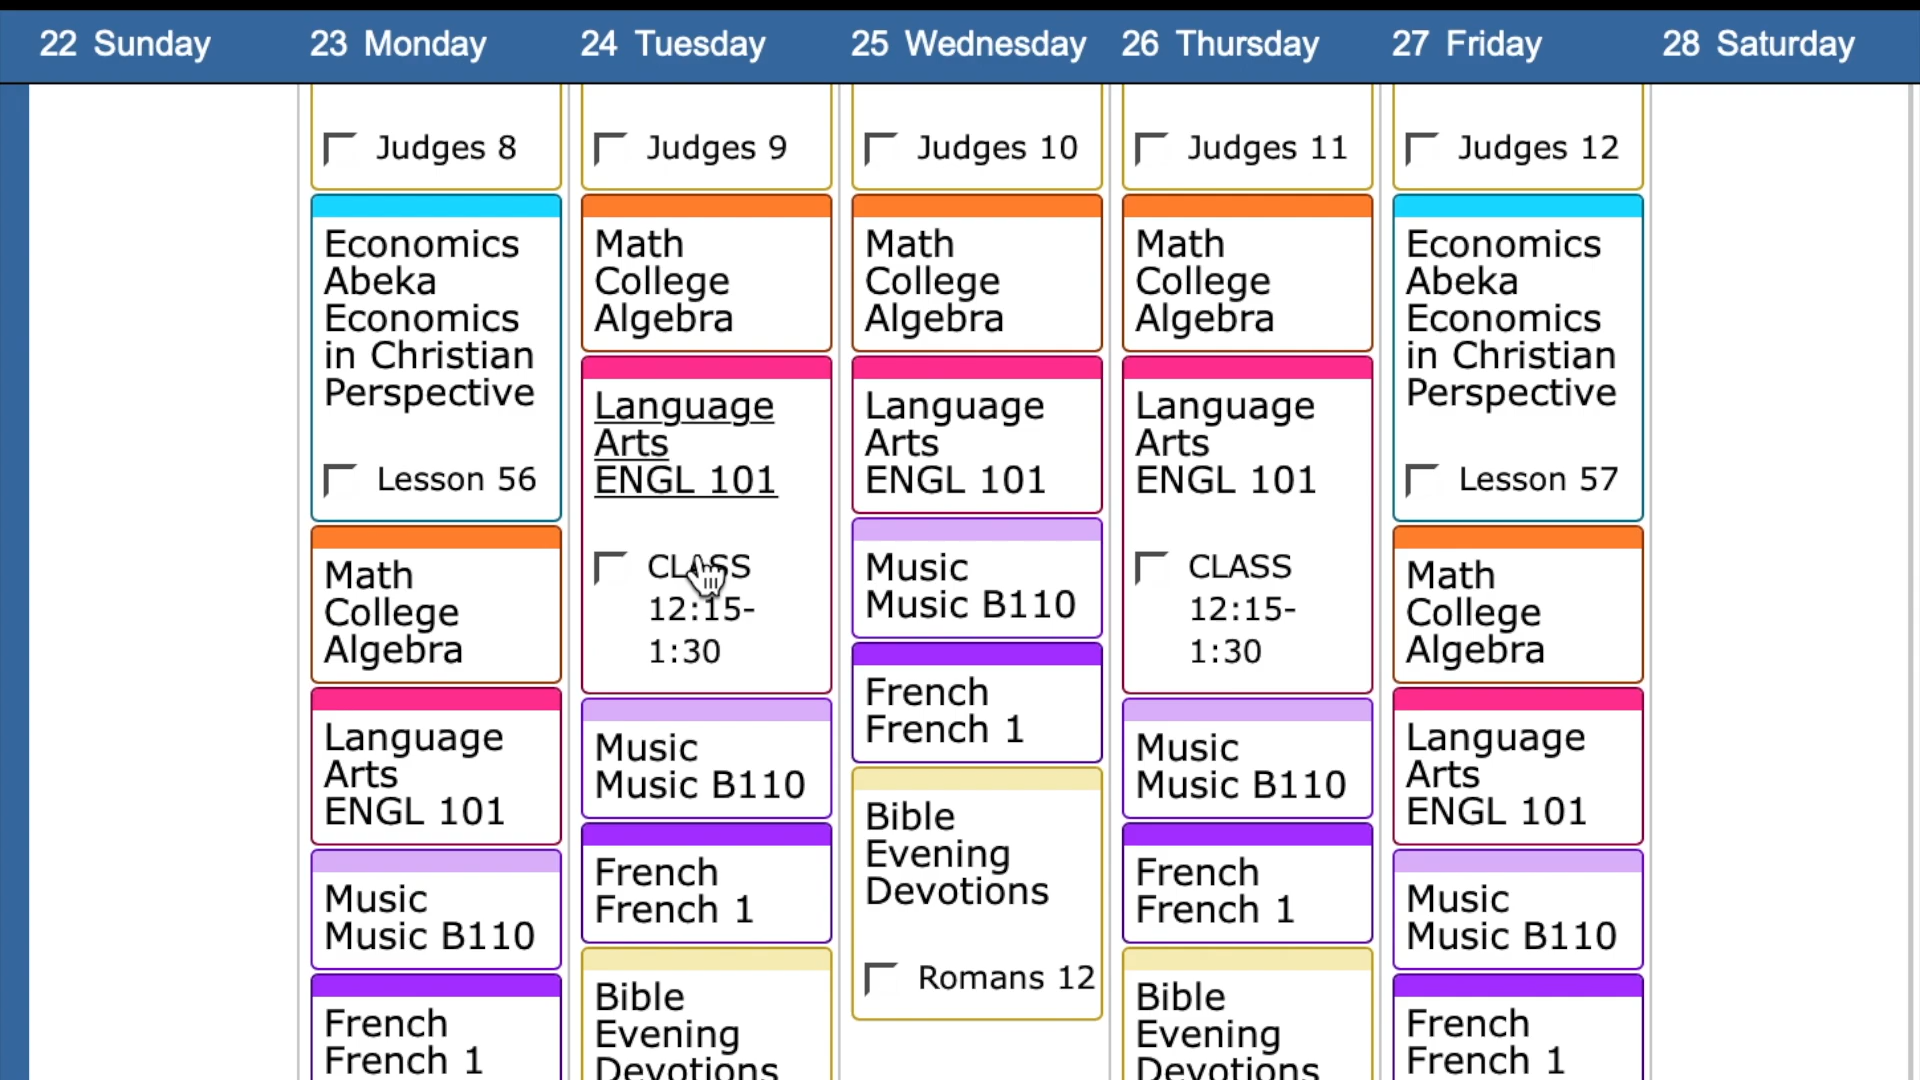 22 Sunday
23 Monday
24 Tuesday
25 Wednesday
26 Thursday
27 Friday
28 Saturday
Judges 8
Economics
Abeka
Economics
in Christian
Perspective
Lesson 56
Math
College
Algebra
Language
Arts
ENGL 101
Music
Music B110
French
French 1
Judges 9
Math
College
Algebra
Language
Arts
ENGL 101
CLASS
12:15-
1:30
Music
Music B110
French
French 1
Bible
Evening
Devotions
Judges 10
Math
College
Algebra
Language
Arts
ENGL 101
Music
Music B110
French
French 1
Bible
Evening
Devotions
Romans 12
Judges 11
Math
College
Algebra
Language
Arts
ENGL 101
CLASS
12:15-
1:30
Music
Music B110
French
French 1
Bible
Evening
Devotions
Judges 12
Economics
Abeka
Economics
in Christian
Perspective
Lesson 57
Math
College
Algebra
Language
Arts
ENGL 101
Music
Music B110
French
French 1